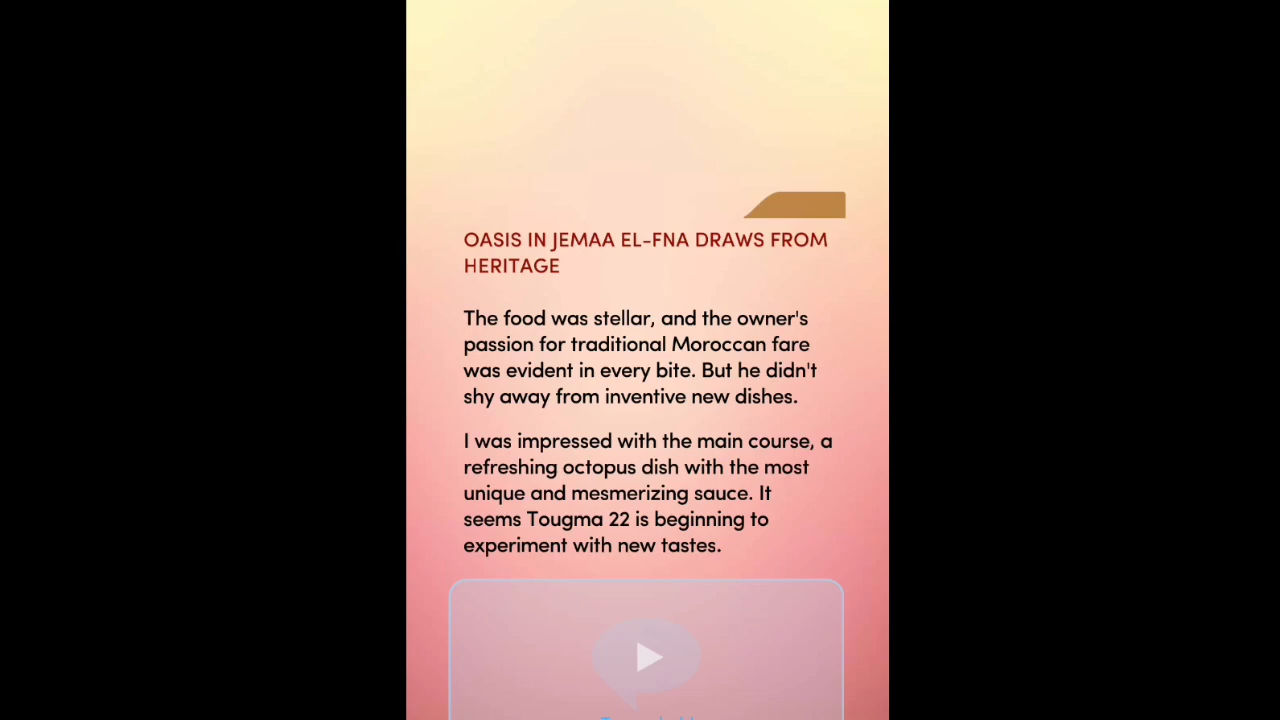 OASIS IN JEMAA EL-FNA DRAWS FROM
HERITAGE
The food was stellar, and the owner's
passion for traditional Moroccan fare
was evident in every bite. But he didn't
shy away from inventive new dishes.
I was impressed with the main course, a
refreshing octopus dish with the most
unique and mesmerizing sauce. It
seems Tougma 22 is beginning to
experiment with new tastes.